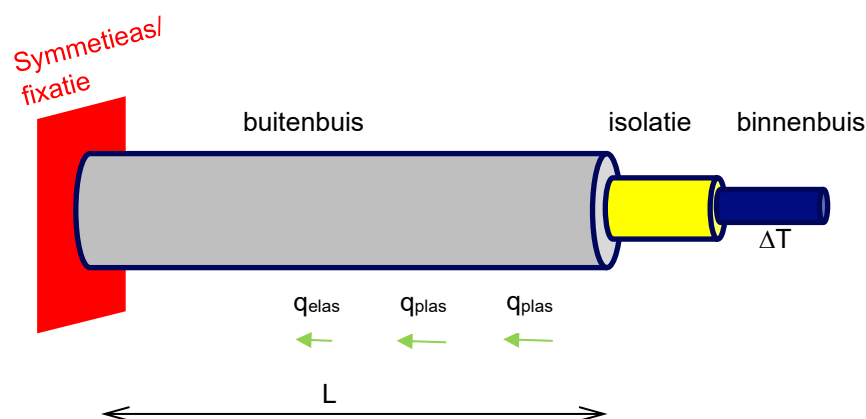 Symmetieas/
fixatie
buitenbuis
isolatie
binnenbuis
ΔT
qelas
qplas
qplas
L